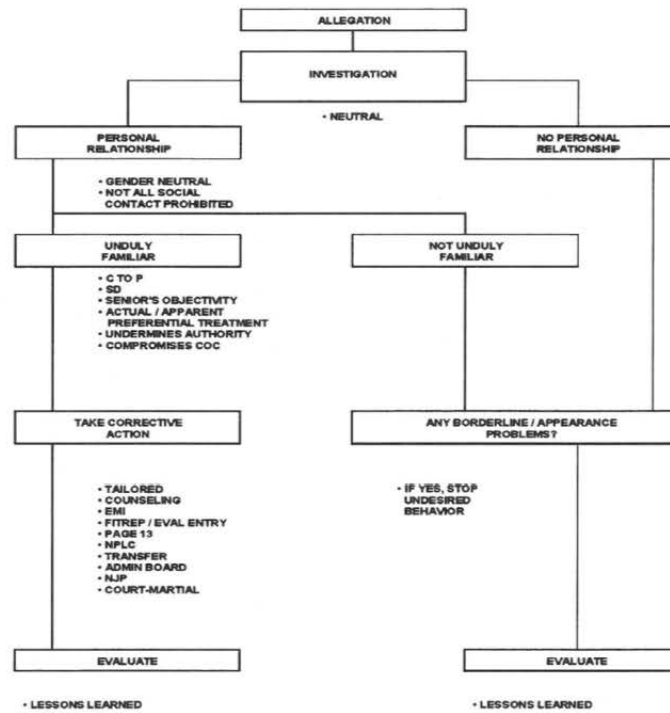 ALLEGATION
INVESTIGATION
• NEUTRAL
PERSONAL
RELATIONSHIP
NO PERSONAL
RELATIONSHIP
• GENDER NEUTRAL
• NOT ALL SOCIAL
CONTACT PROHIBITED
UNDULY
FAMILIAR
NOT UNDULY
FAMILIAR
• C TO P
• SD
• SENIOR'S OBJECTIVITY
• ACTUAL / APPARENT
PREFERENTIAL TREATMENT
• UNDERMINES AUTHORITY
• COMPROMISES COC
TAKE CORRECTIVE
ACTION
ANY BORDERLINE / APPEARANCE
PROBLEMS?
• TAILORED
• COUNSELING
• EMI
• FITREP / EVAL ENTRY
• PAGE 13
• NPLC
• TRANSFER
• ADMIN BOARD
• NJP
• COURT-MARTIAL
• IF YES, STOP
UNDESIRED
BEHAVIOR
EVALUATE
EVALUATE
• LESSONS LEARNED
• LESSONS LEARNED